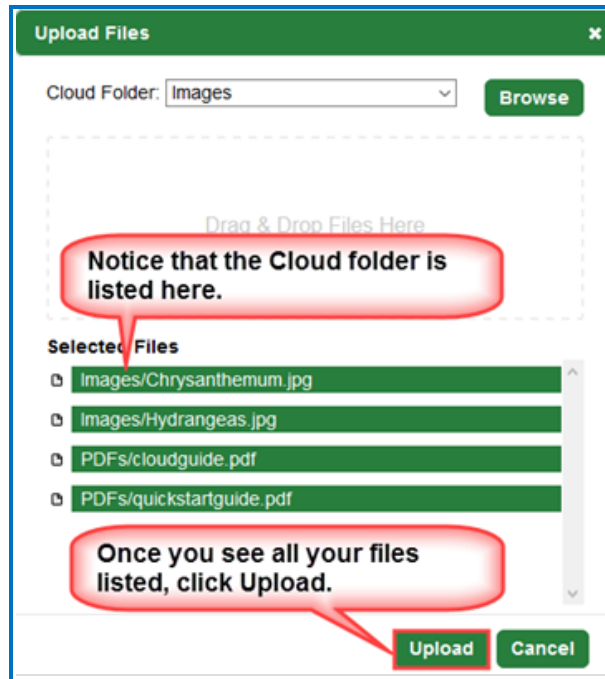 Upload Files
Cloud Folder: Images
Browse
Drag & Drop Files Here
Notice that the Cloud folder is
listed here.
Selected Files
Images/Chrysanthemum.jpg
Images/Hydrangeas.jpg
PDFs/cloudguide.pdf
PDFs/quickstartguide.pdf
Once you see all your files
listed, click Upload.
Upload
Cancel